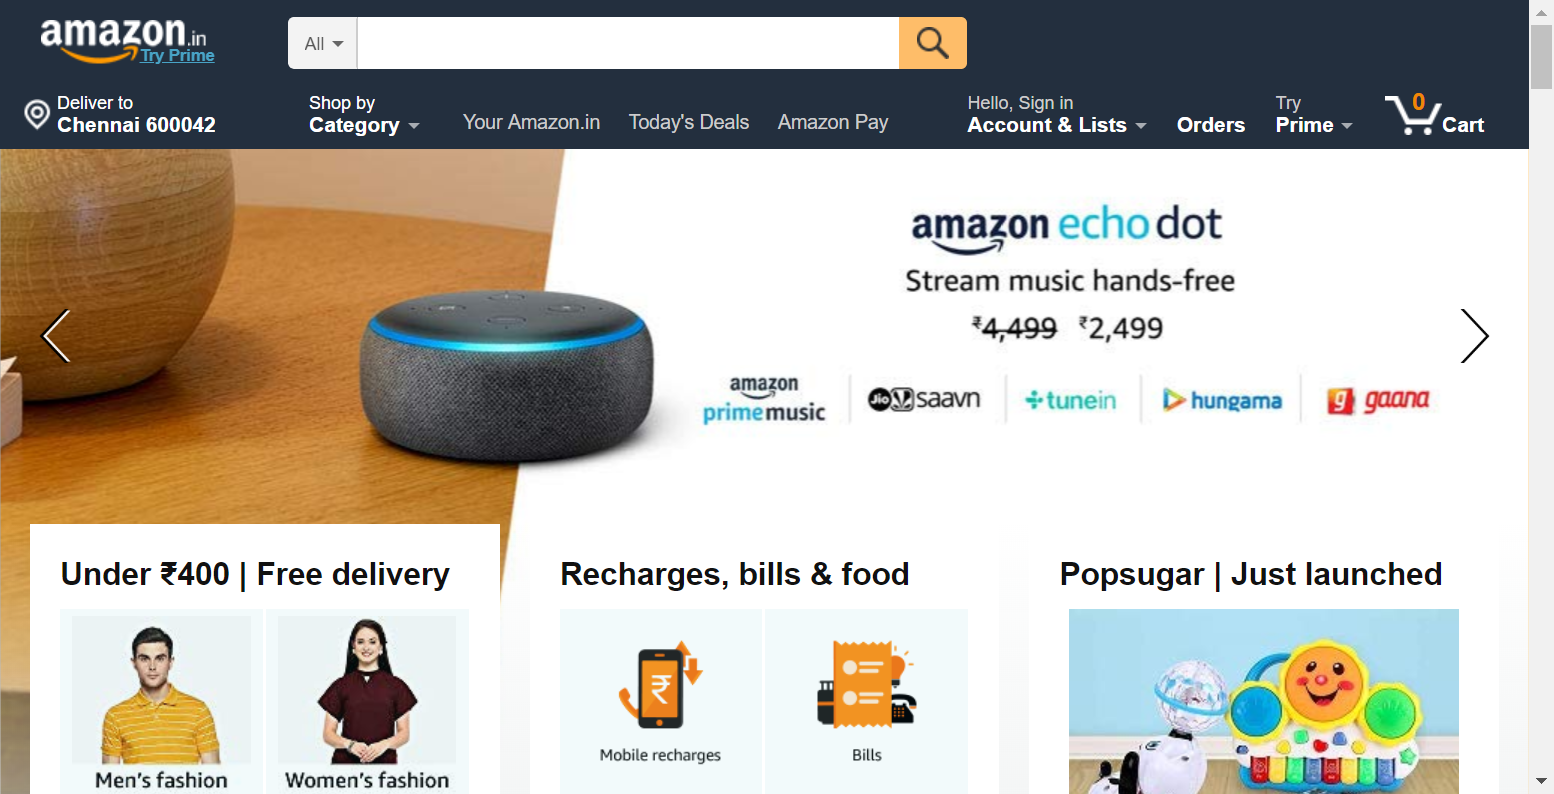 amazon.in
Try Prime
All
Deliver to
Chennai 600042
Shop by
Category
Your Amazon.in
Today's Deals
Amazon Pay
Hello, Sign in
Account & Lists
Orders
Try
Prime
0
Cart
amazon echo dot
Stream music hands-free
₹4,499 ₹2,499
amazon
prime music
Jio saavn
tunein
hungama
g gaana
Under ₹400 | Free delivery
Men's fashion
Women's fashion
Recharges, bills & food
₹
Mobile recharges
Bills
Popsugar | Just launched